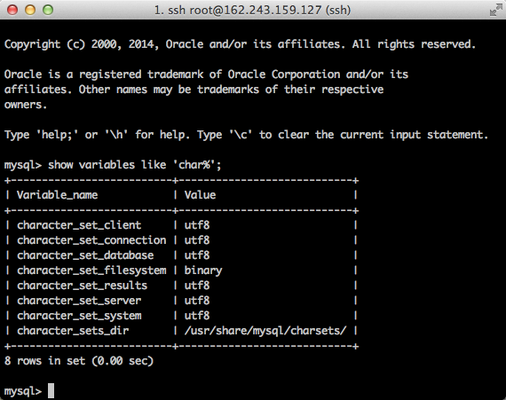 1. ssh root@162.243.159.127 (ssh)
Copyright (c) 2000, 2014, Oracle and/or its affiliates. All rights reserved.
Oracle is a registered trademark of Oracle Corporation and/or its
affiliates. Other names may be trademarks of their respective
owners.
Type 'help;' or '\h' for help. Type '\c' to clear the current input statement.
mysql> show variables like 'char%';
+--------------------------+----------------------------+
| Variable_name            | Value                      |
+--------------------------+----------------------------+
| character_set_client     | utf8                       |
| character_set_connection | utf8                       |
| character_set_database   | utf8                       |
| character_set_filesystem | binary                     |
| character_set_results    | utf8                       |
| character_set_server     | utf8                       |
| character_set_system     | utf8                       |
| character_sets_dir       | /usr/share/mysql/charsets/ |
+--------------------------+----------------------------+
8 rows in set (0.00 sec)
mysql>